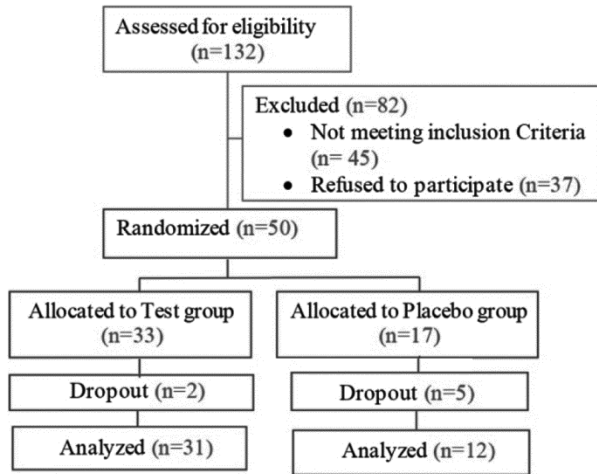 Assessed for eligibility
(n=132)
Excluded (n=82)
• Not meeting inclusion Criteria
(n= 45)
• Refused to participate (n=37)
Randomized (n=50)
Allocated to Test group
(n=33)
Allocated to Placebo group
(n=17)
Dropout (n=2)
Dropout (n=5)
Analyzed (n=31)
Analyzed (n=12)